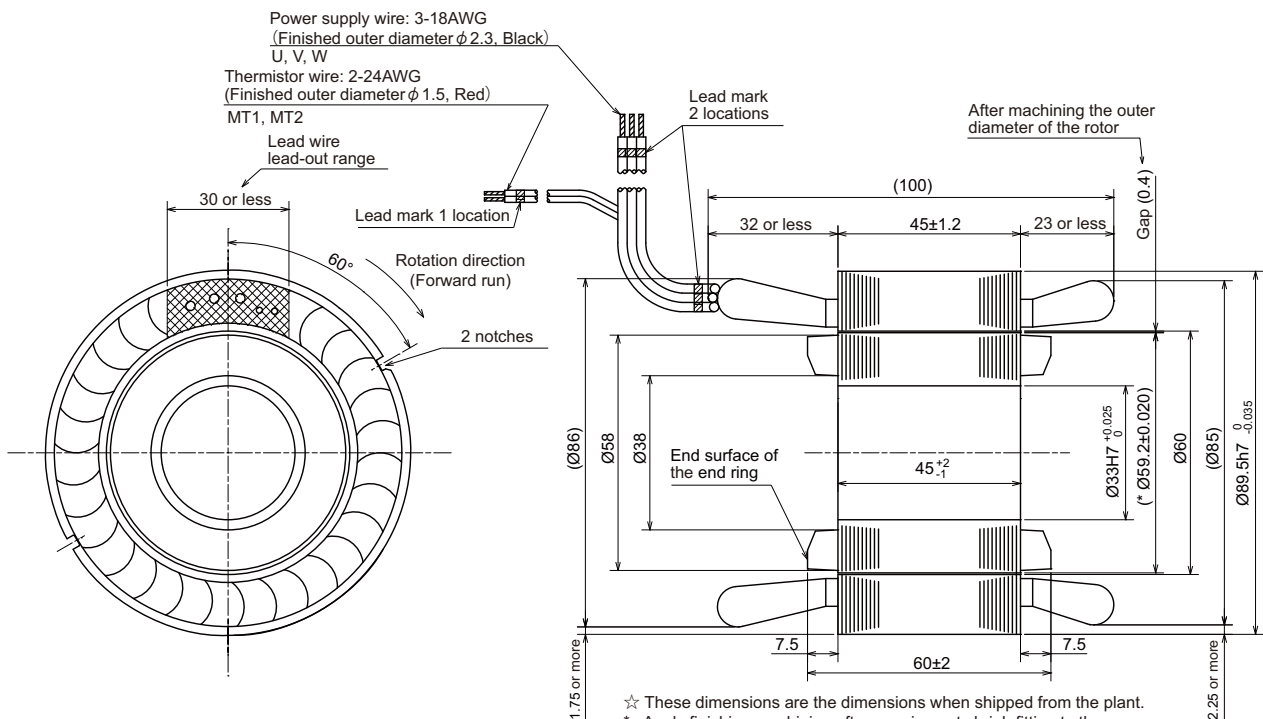 Power supply wire: 3-18AWG
(Finished outer diameter φ 2.3, Black)
U, V, W
Thermistor wire: 2-24AWG
(Finished outer diameter φ 1.5, Red)
MT1, MT2
Lead wire
lead-out range
30 or less
Lead mark
2 locations
Lead mark 1 location
After machining the outer
diameter of the rotor
60°
Rotation direction
(Forward run)
2 notches
(100)
32 or less
45±1.2
23 or less
Gap (0.4)
(Ø86)
Ø58
Ø38
End surface of
the end ring
45 +2 -1
Ø33H7 +0.025 0
(* Ø59.2±0.020)
Ø60
(Ø85)
Ø89.5h7 0 -0.035
7.5
60±2
7.5
1.75 or more
2.25 or more
☆ These dimensions are the dimensions when shipped from the plant.